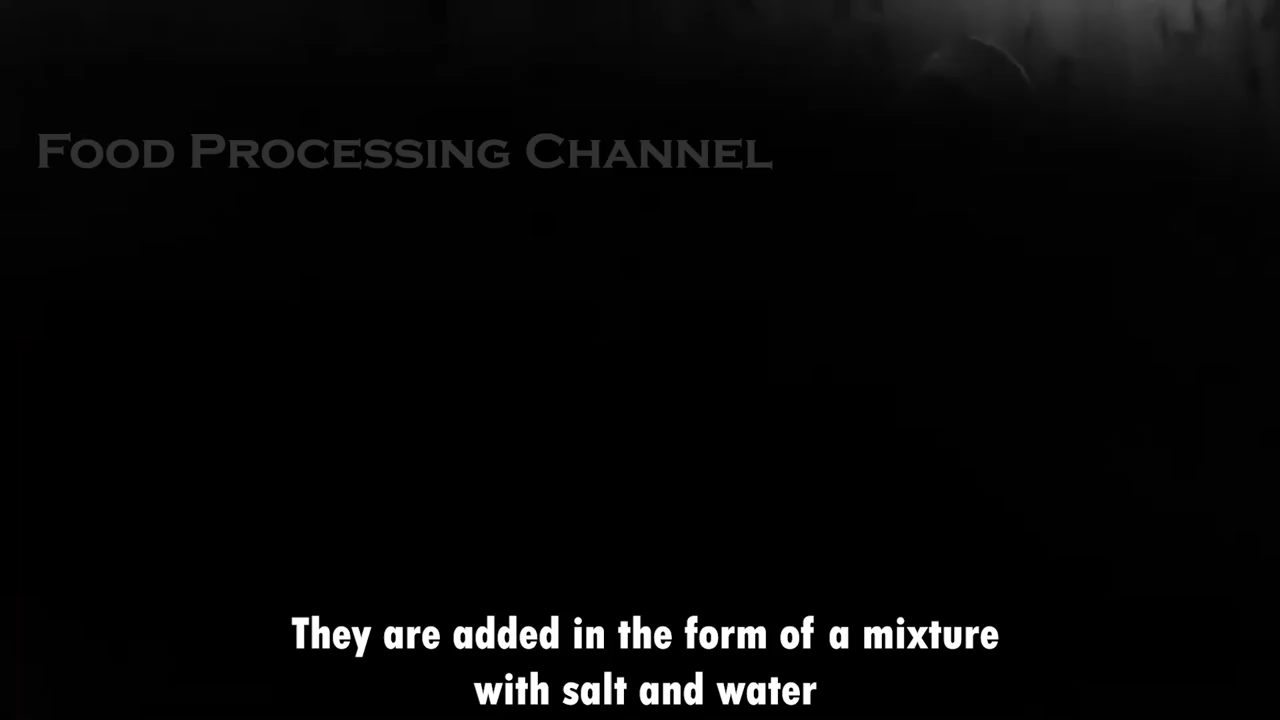 Food Processing Channel
They are added in the form of a mixture
with salt and water